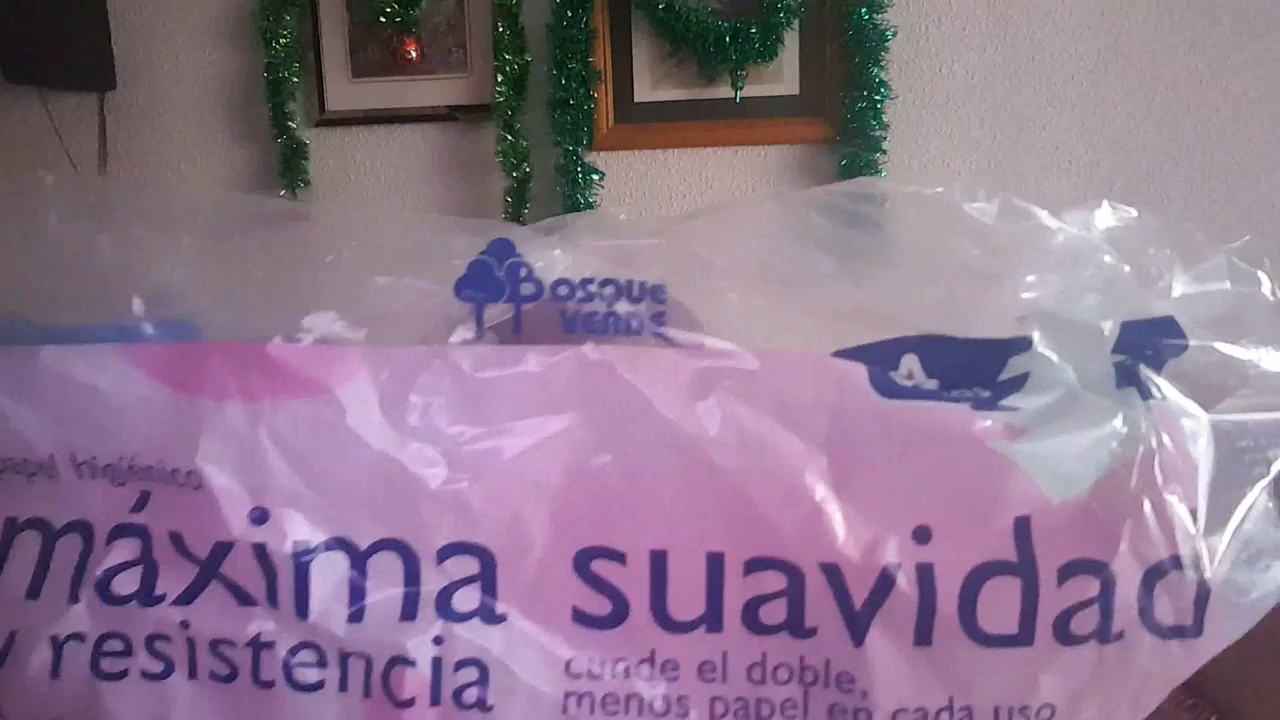 BOSQUE
VERDE
papel higiénico
máxima suavidad
y resistencia
cunde el doble,
menos papel en cada uso